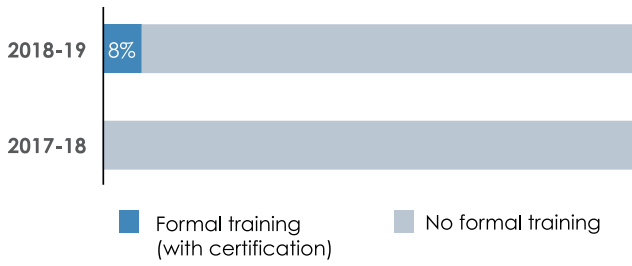 2018-19
8%
2017-18
Formal training
(with certification)
No formal training